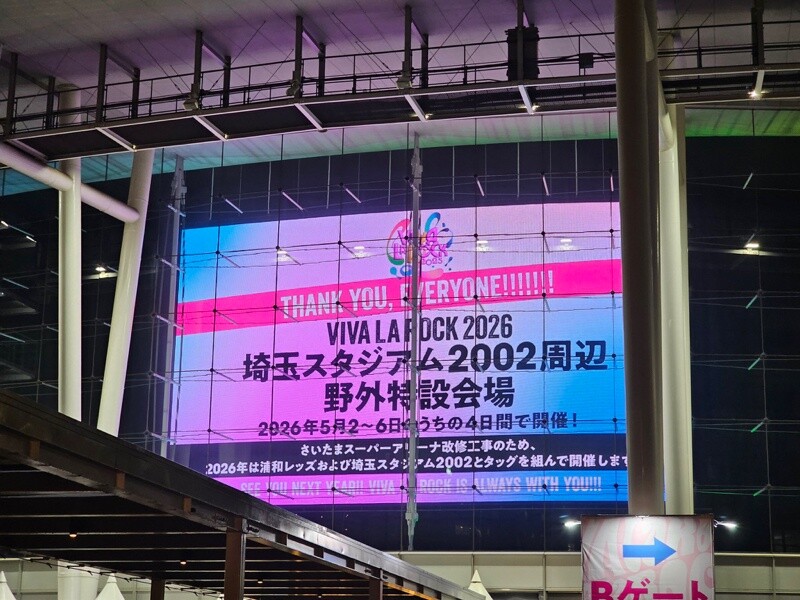 VIVA LA ROCK
THANK YOU, EVERYONE!!!!!!!
VIVA LA ROCK 2026
埼玉スタジアム2002周辺
野外特設会場
2026年5月2〜6日のうちの4日間で開催!
さいたまスーパーアリーナ改修工事のため、
2026年は浦和レッズおよび埼玉スタジアム2002とタッグを組んで開催します
SEE YOU NEXT YEAR!! VIVA LA ROCK IS ALWAYS WITH YOU!!!
Bゲート